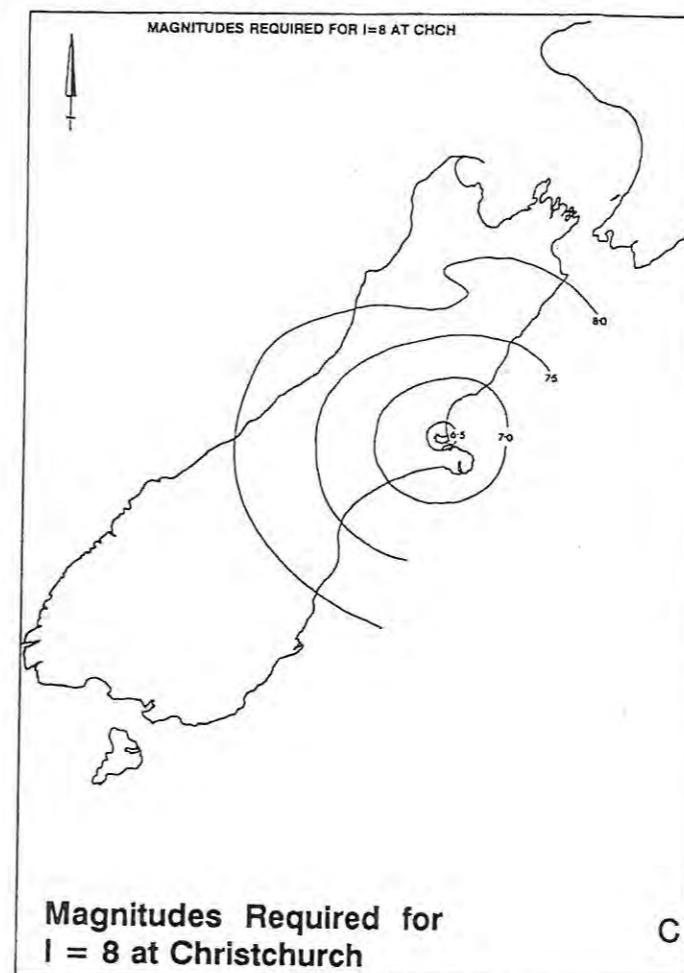 MAGNITUDES REQUIRED FOR I=8 AT CHCH
8·0
7·5
6·5
7·0
Magnitudes Required for
I = 8 at Christchurch
C